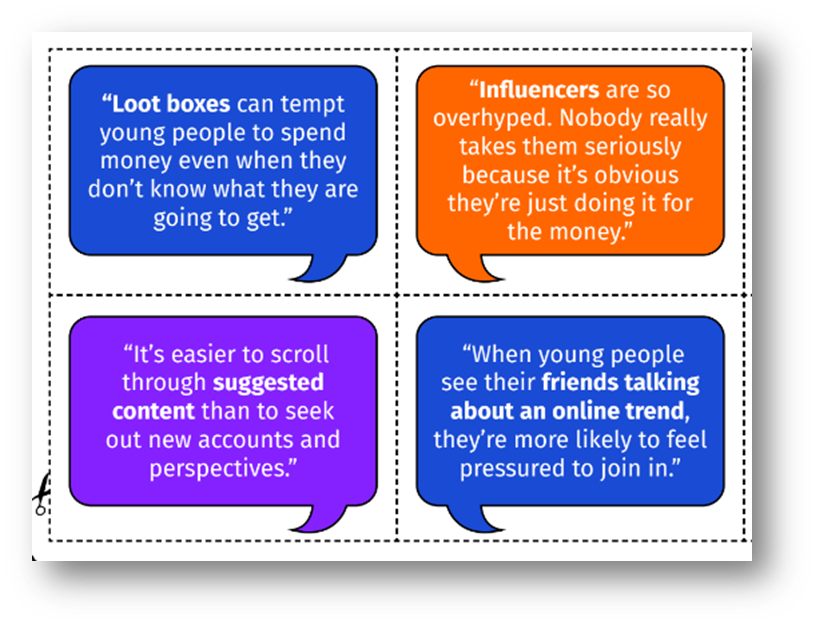 “Loot boxes can tempt
young people to spend
money even when they
don’t know what they are
going to get.”
“Influencers are so
overhyped. Nobody really
takes them seriously
because it’s obvious
they’re just doing it for
the money.”
“It’s easier to scroll
through suggested
content than to seek
out new accounts and
perspectives.”
“When young people
see their friends talking
about an online trend,
they’re more likely to feel
pressured to join in.”